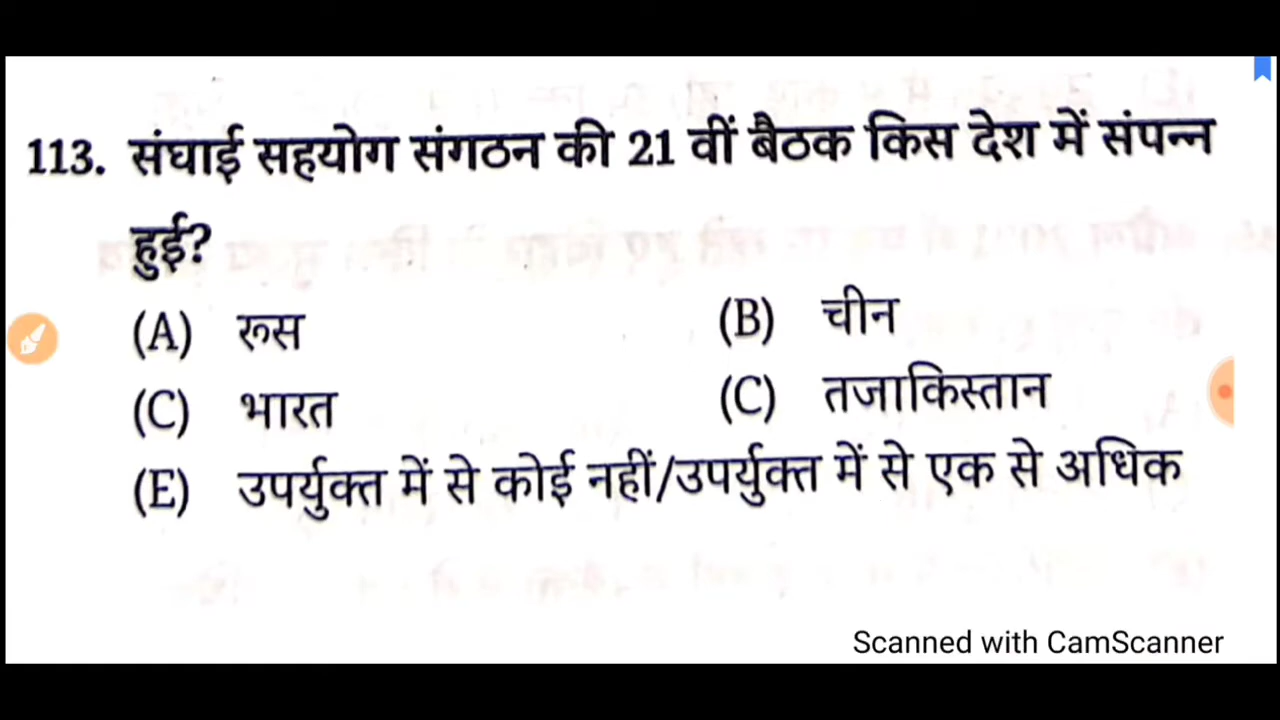 113. संघाई सहयोग संगठन की 21 वीं बैठक किस देश में संपन्न
हुई?
(A) रूस (B) चीन
(C) भारत (C) तजाकिस्तान
(E) उपर्युक्त में से कोई नहीं/उपर्युक्त में से एक से अधिक
Scanned with CamScanner